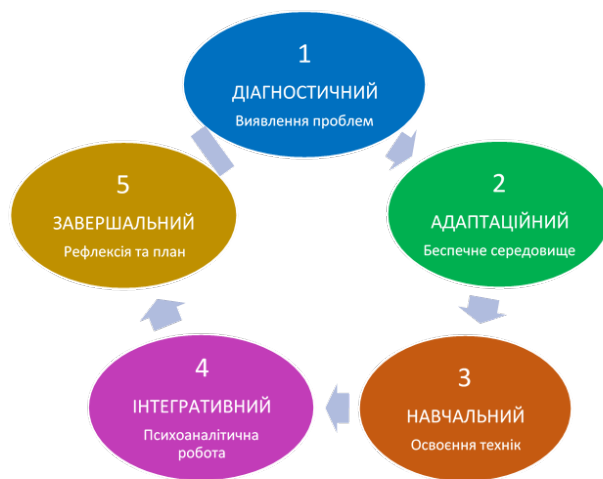 1
ДІАГНОСТИЧНИЙ
Виявлення проблем
2
АДАПТАЦІЙНИЙ
Беспечне середовище
3
НАВЧАЛЬНИЙ
Освоєння технік
4
ІНТЕГРАТИВНИЙ
Психоаналітична
робота
5
ЗАВЕРШАЛЬНИЙ
Рефлексія та план